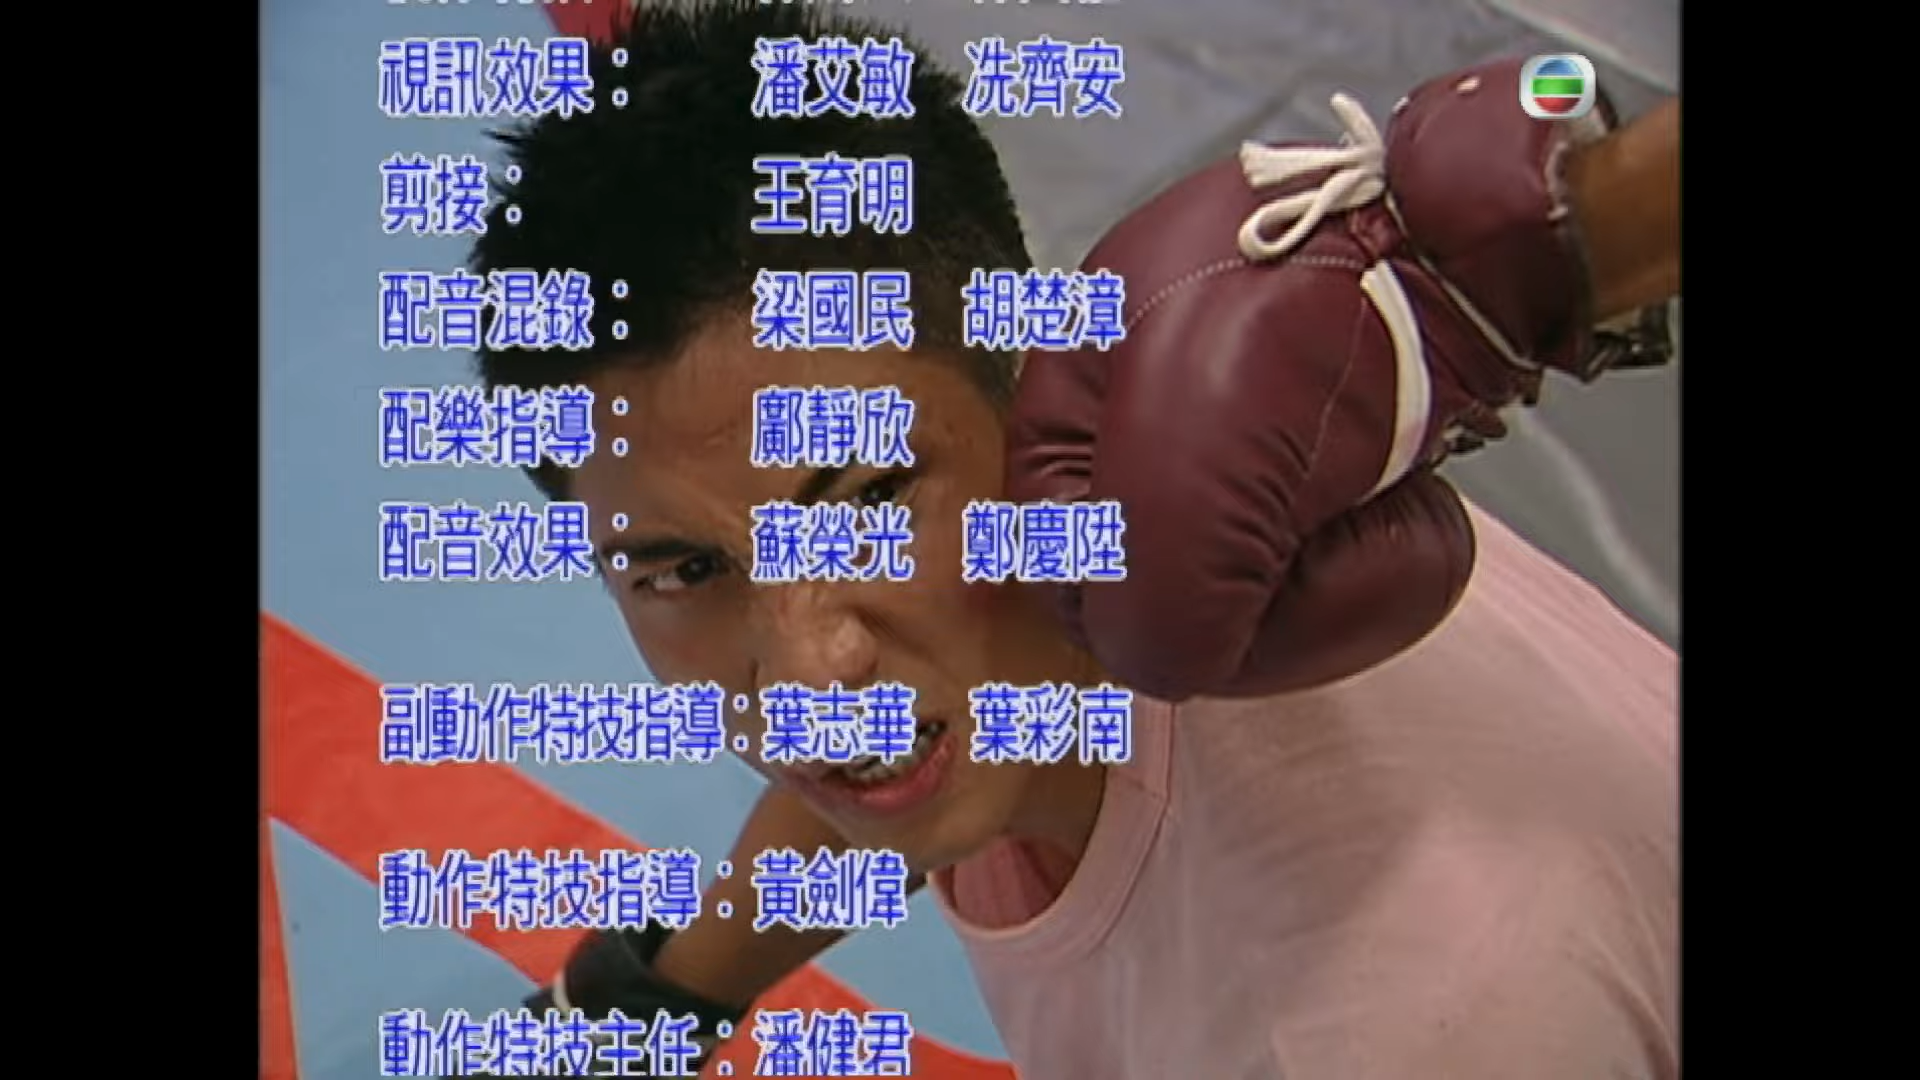 視訊效果： 潘艾敏 冼齊安
剪接： 王育明
配音混錄： 梁國民 胡楚漳
配樂指導： 鄺靜欣
配音效果： 蘇榮光 鄭慶陞
副動作特技指導：葉志華 葉彩南
動作特技指導：黃劍偉
動作特技主任：潘健君